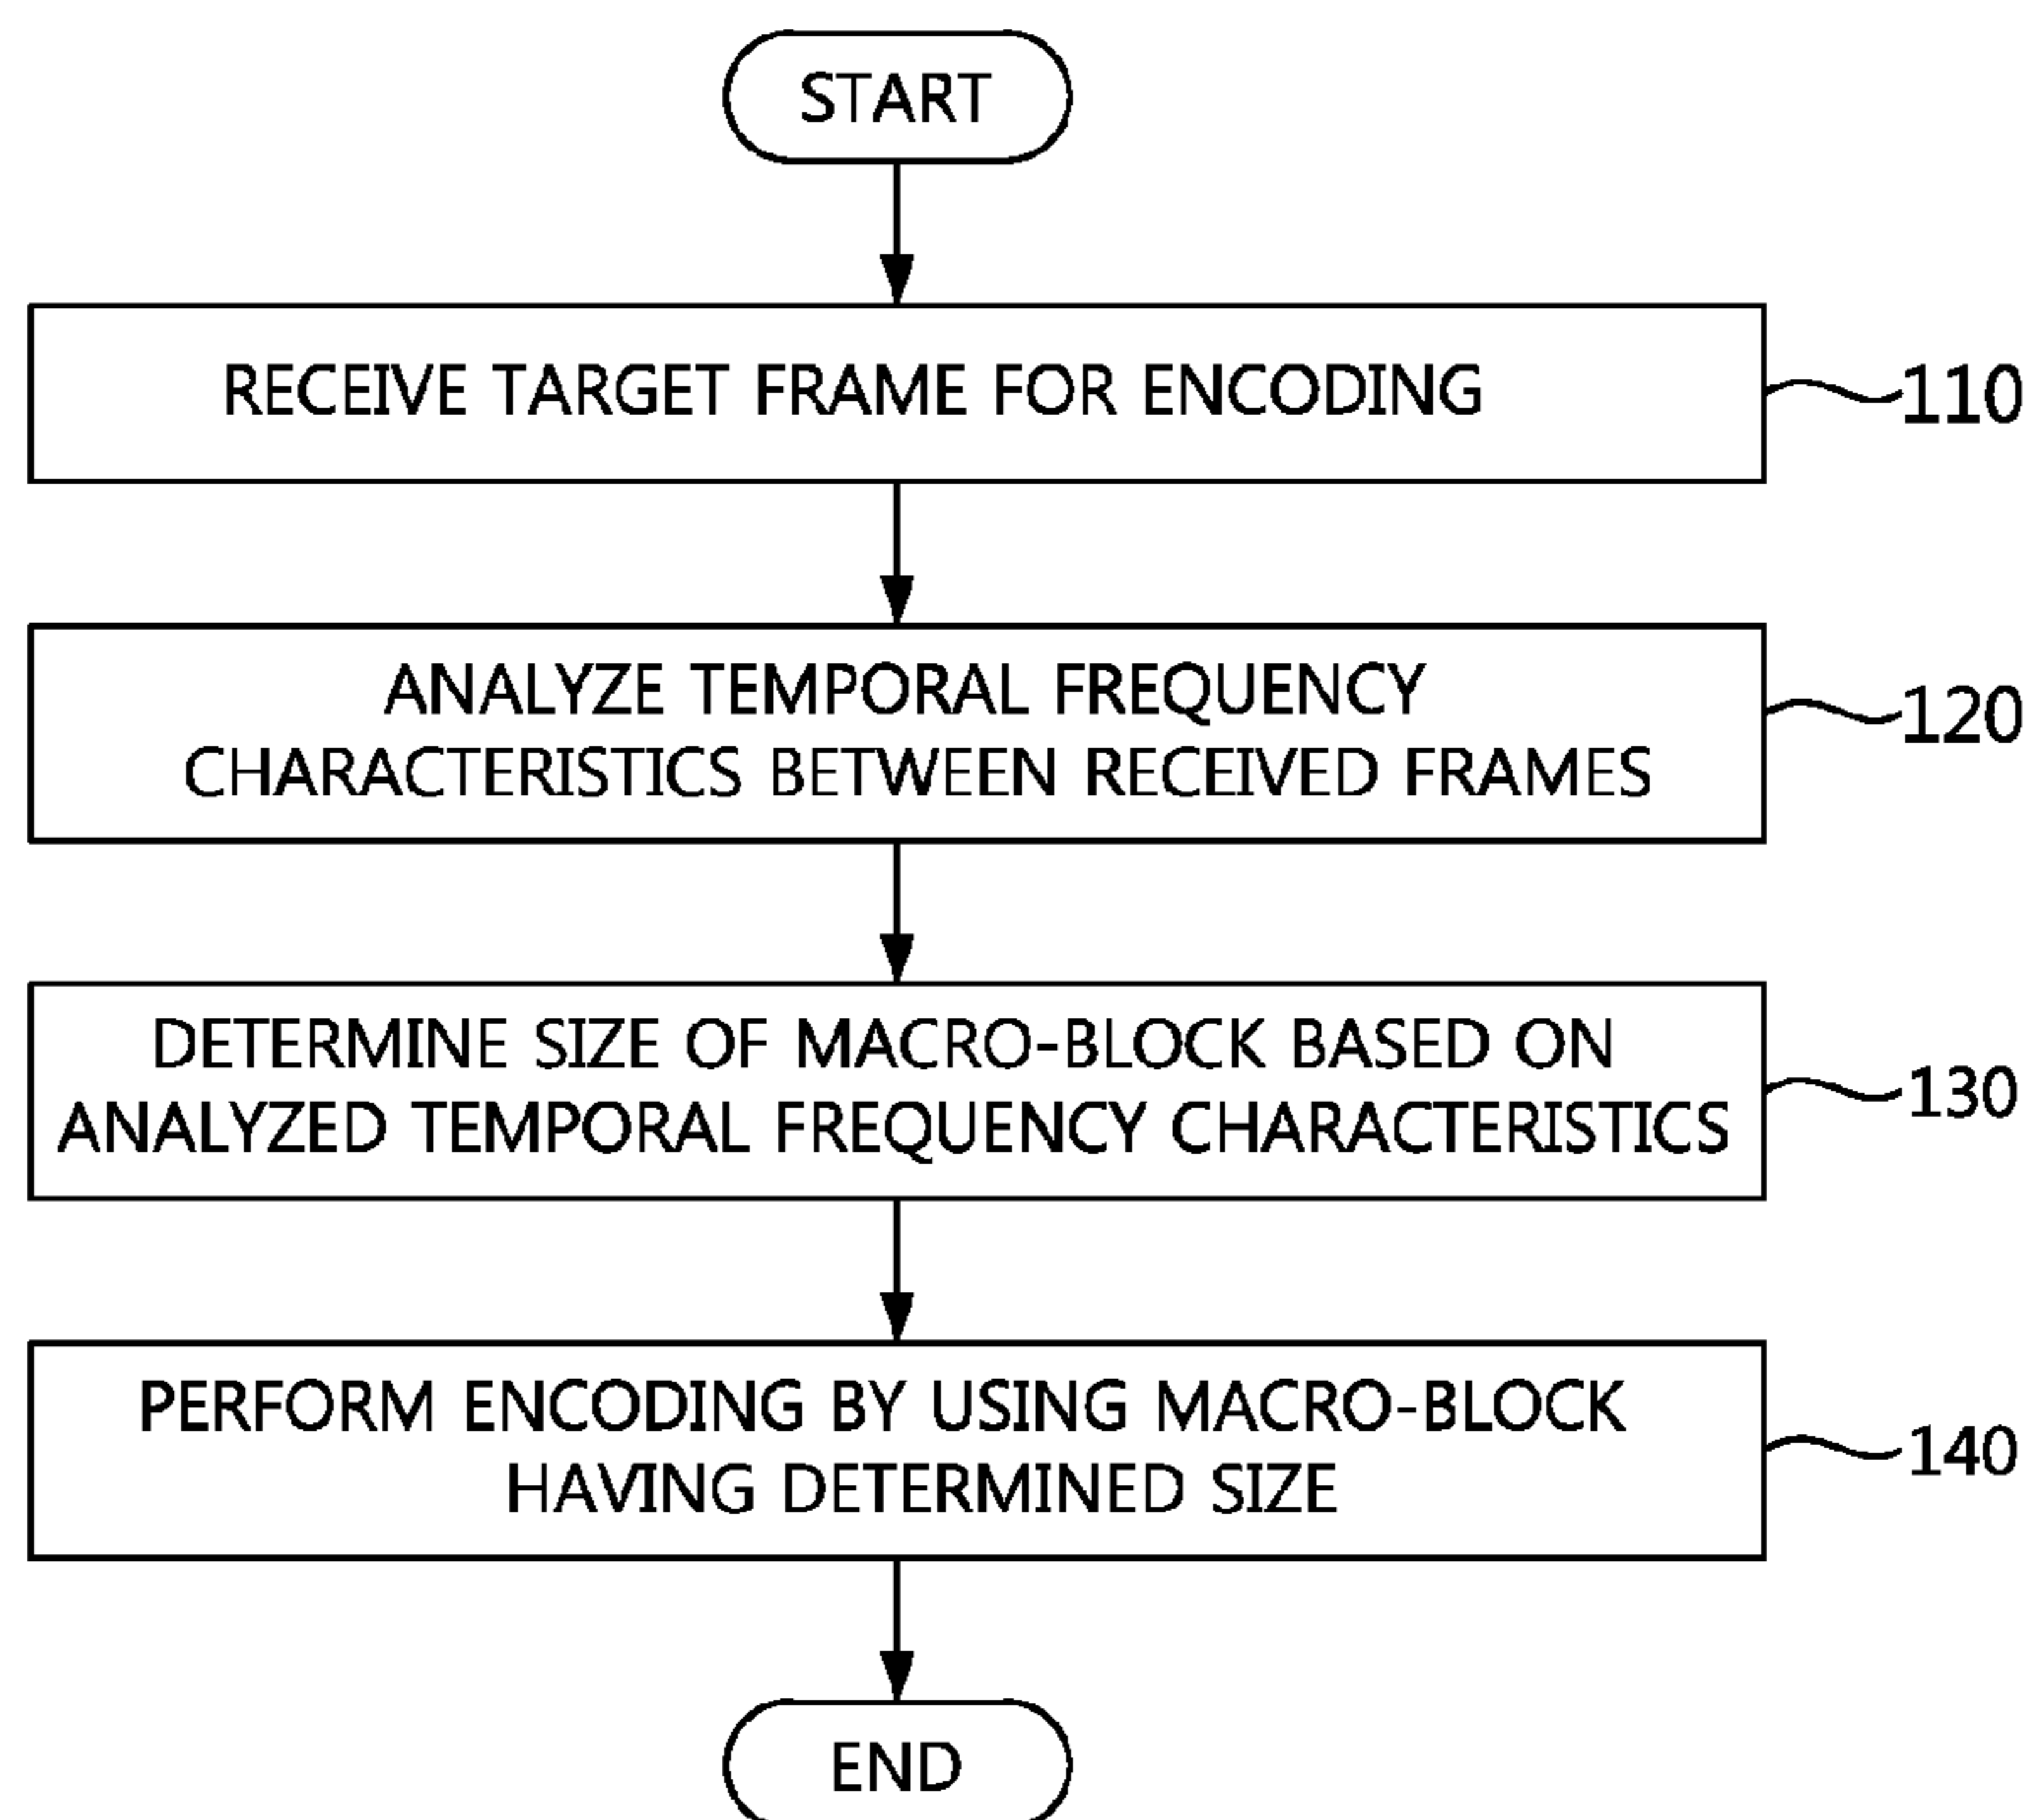 START
RECEIVE TARGET FRAME FOR ENCODING
110
ANALYZE TEMPORAL FREQUENCY
CHARACTERISTICS BETWEEN RECEIVED FRAMES
120
DETERMINE SIZE OF MACRO-BLOCK BASED ON
ANALYZED TEMPORAL FREQUENCY CHARACTERISTICS
130
PERFORM ENCODING BY USING MACRO-BLOCK
HAVING DETERMINED SIZE
140
END